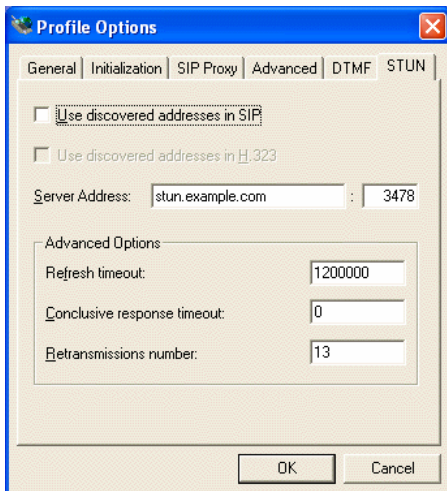 Profile Options
General Initialization SIP Proxy Advanced DTMF STUN
Use discovered addresses in SIP
Use discovered addresses in H.323
Server Address: stun.example.com : 3478
Advanced Options
Refresh timeout: 1200000
Conclusive response timeout: 0
Retransmissions number: 13
OK Cancel